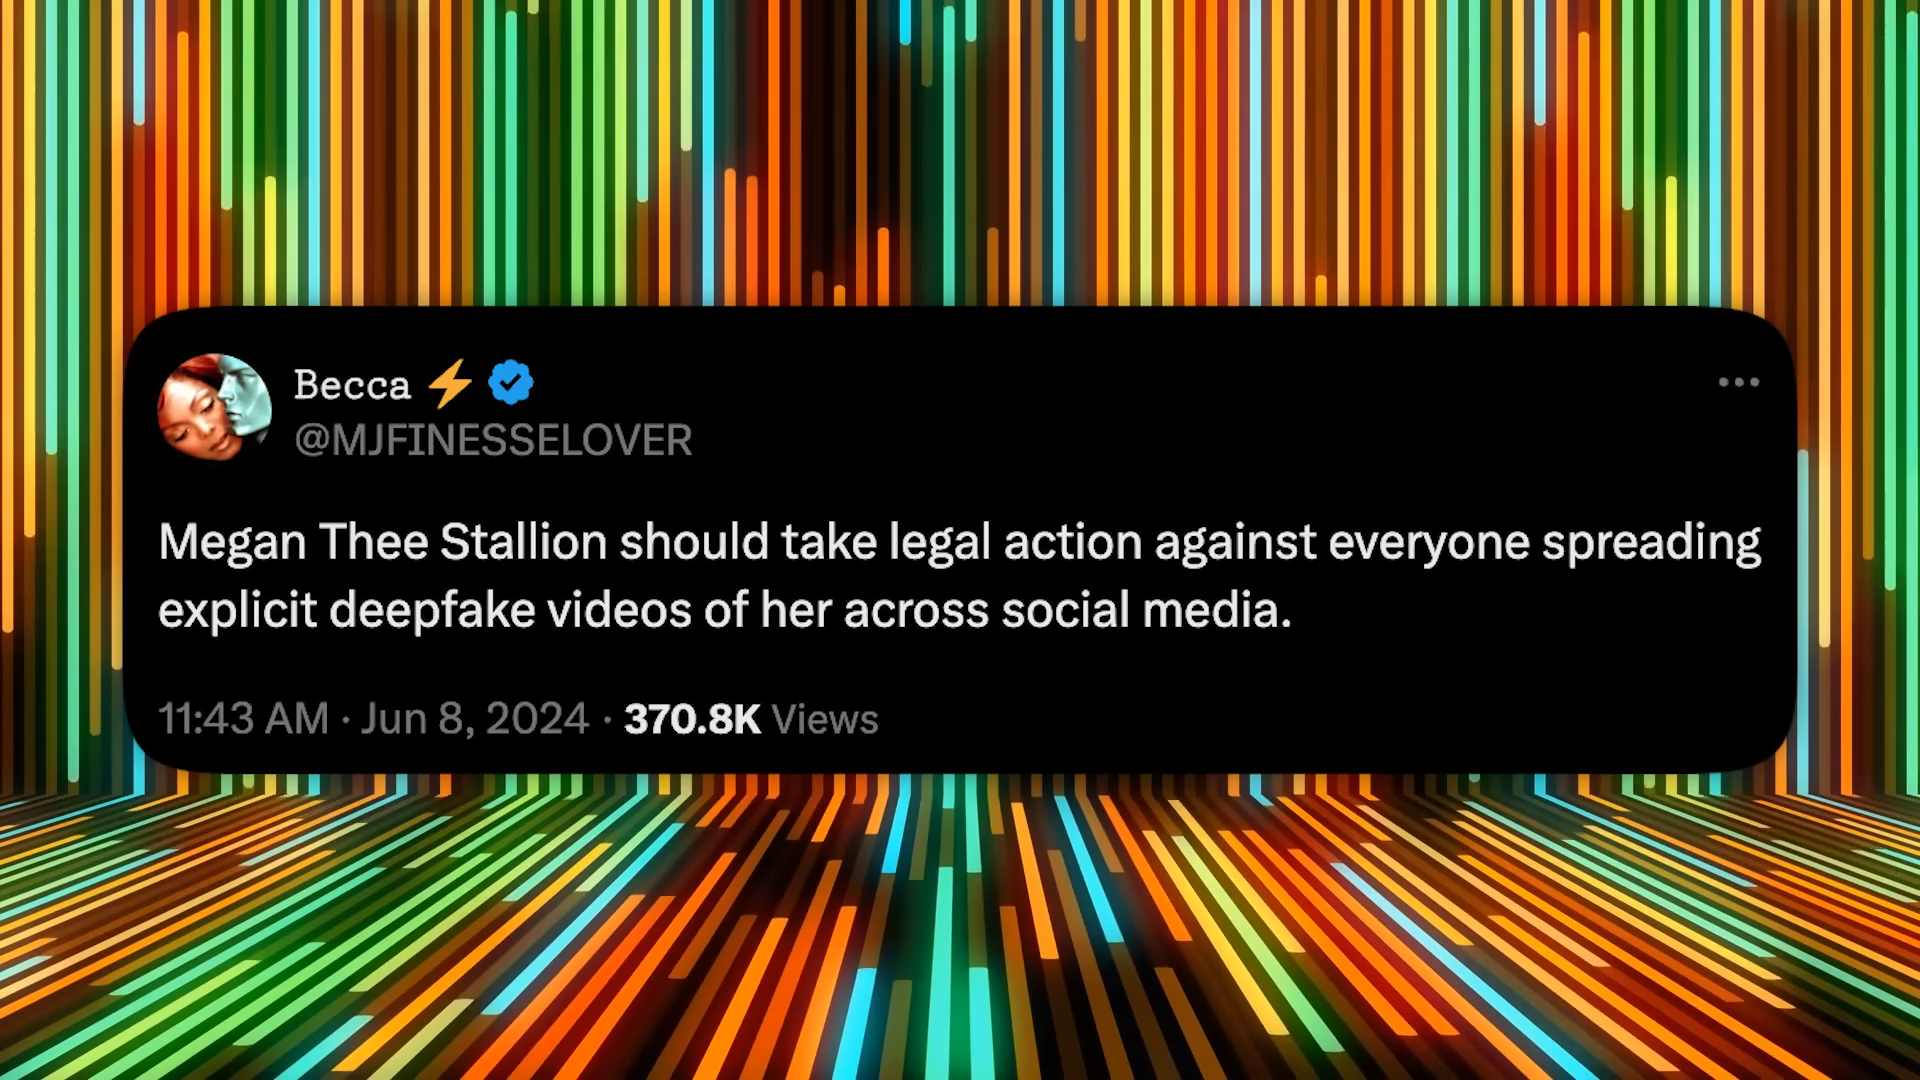 Becca ⚡
@MJFINESSELOVER
Megan Thee Stallion should take legal action against everyone spreading
explicit deepfake videos of her across social media.
11:43 AM · Jun 8, 2024 · 370.8K Views